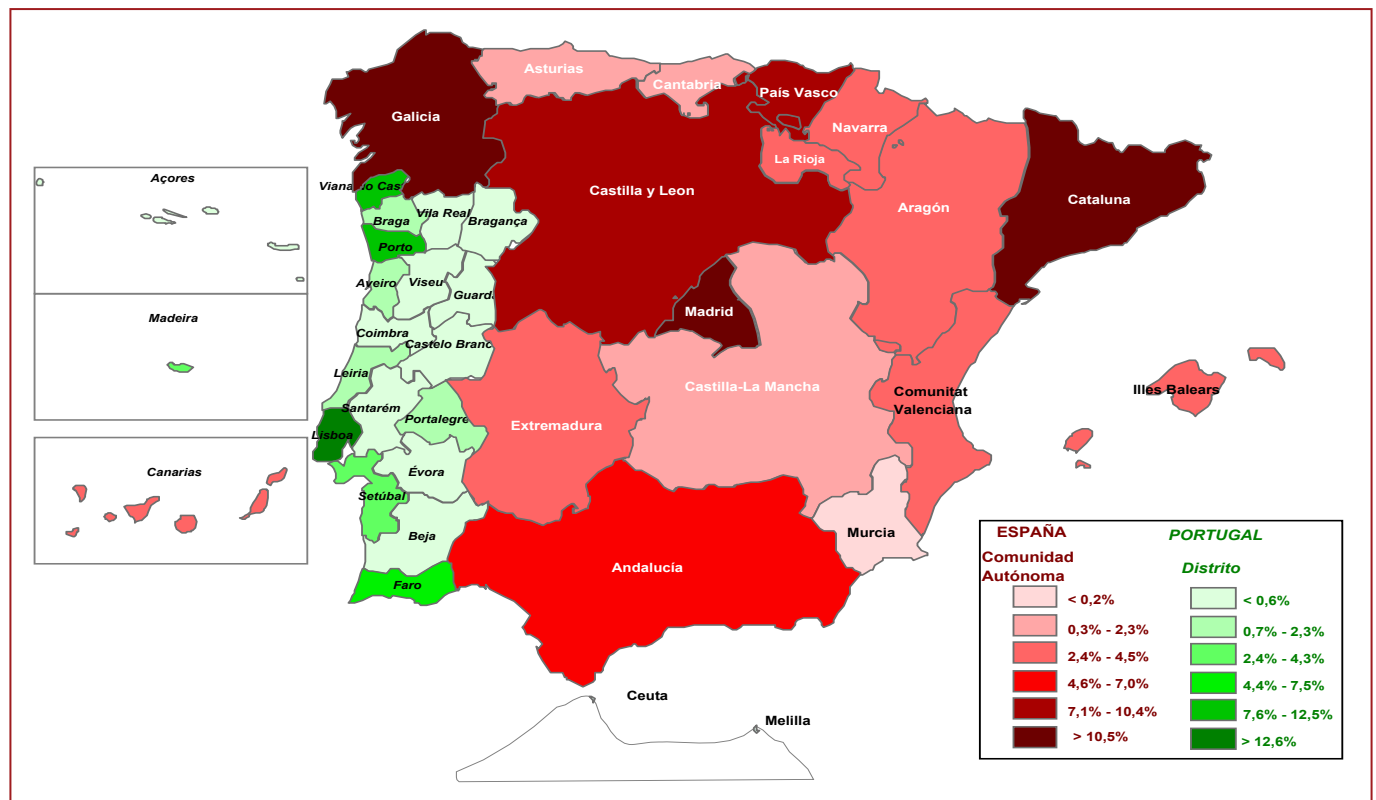 Asturias
Cantabria
País Vasco
Galicia
Navarra
La Rioja
Açores
Viana do Cas
Castilla y Leon
Cataluna
Aragón
Braga
Vila Real
Bragança
Porto
Aveiro
Viseu
Guarda
Madrid
Madeira
Coimbra
Castelo Branc
Leiria
Castilla-La Mancha
Comunitat
Valenciana
Illes Balears
Santarém
Portalegre
Extremadura
Lisboa
Canarias
Évora
Setúbal
Beja
Murcia
Faro
Andalucía
Ceuta
Melilla
ESPAÑA
Comunidad
Autónoma
< 0,2%
0,3% - 2,3%
2,4% - 4,5%
4,6% - 7,0%
7,1% - 10,4%
> 10,5%
PORTUGAL
Distrito
< 0,6%
0,7% - 2,3%
2,4% - 4,3%
4,4% - 7,5%
7,6% - 12,5%
> 12,6%